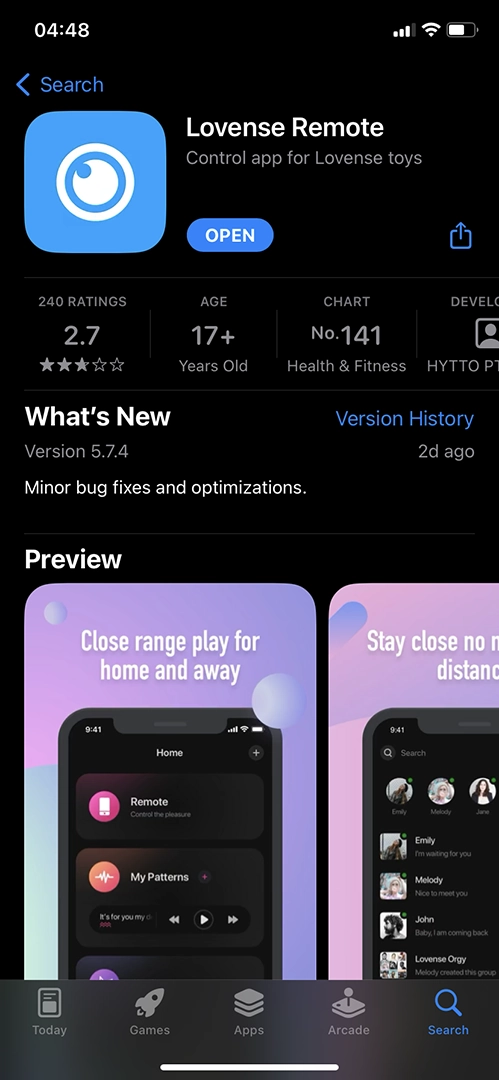 04:48
Search
Lovense Remote
Control app for Lovense toys
OPEN
240 RATINGS
2.7
AGE
17+
Years Old
CHART
No.141
Health & Fitness
DEVELO
HYTTO PT
What's New
Version History
Version 5.7.4
2d ago
Minor bug fixes and optimizations.
Preview
Close range play for
home and away
9:41
Home
Remote
Control the pleasure
My Patterns
It's for you my d
Stay close no m
distanc
9:41
Search
Emily
Melody
Jane
Emily
I'm waiting for you
Melody
Nice to meet you
John
Baby, I am coming back
Lovense Orgy
Melody created this group
Today
Games
Apps
Arcade
Search